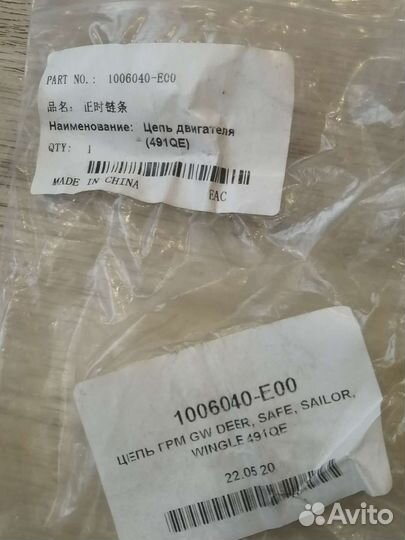 PART NO.: 1006040-E00
品名: 正时链条
Наименование: Цепь двигателя
(491QE)
QTY: 1
MADE IN CHINA
EAC
1006040-E00
ЦЕПЬ ГРМ GW DEER, SAFE, SAILOR,
WINGLE 491QE
22.05.20
Avito